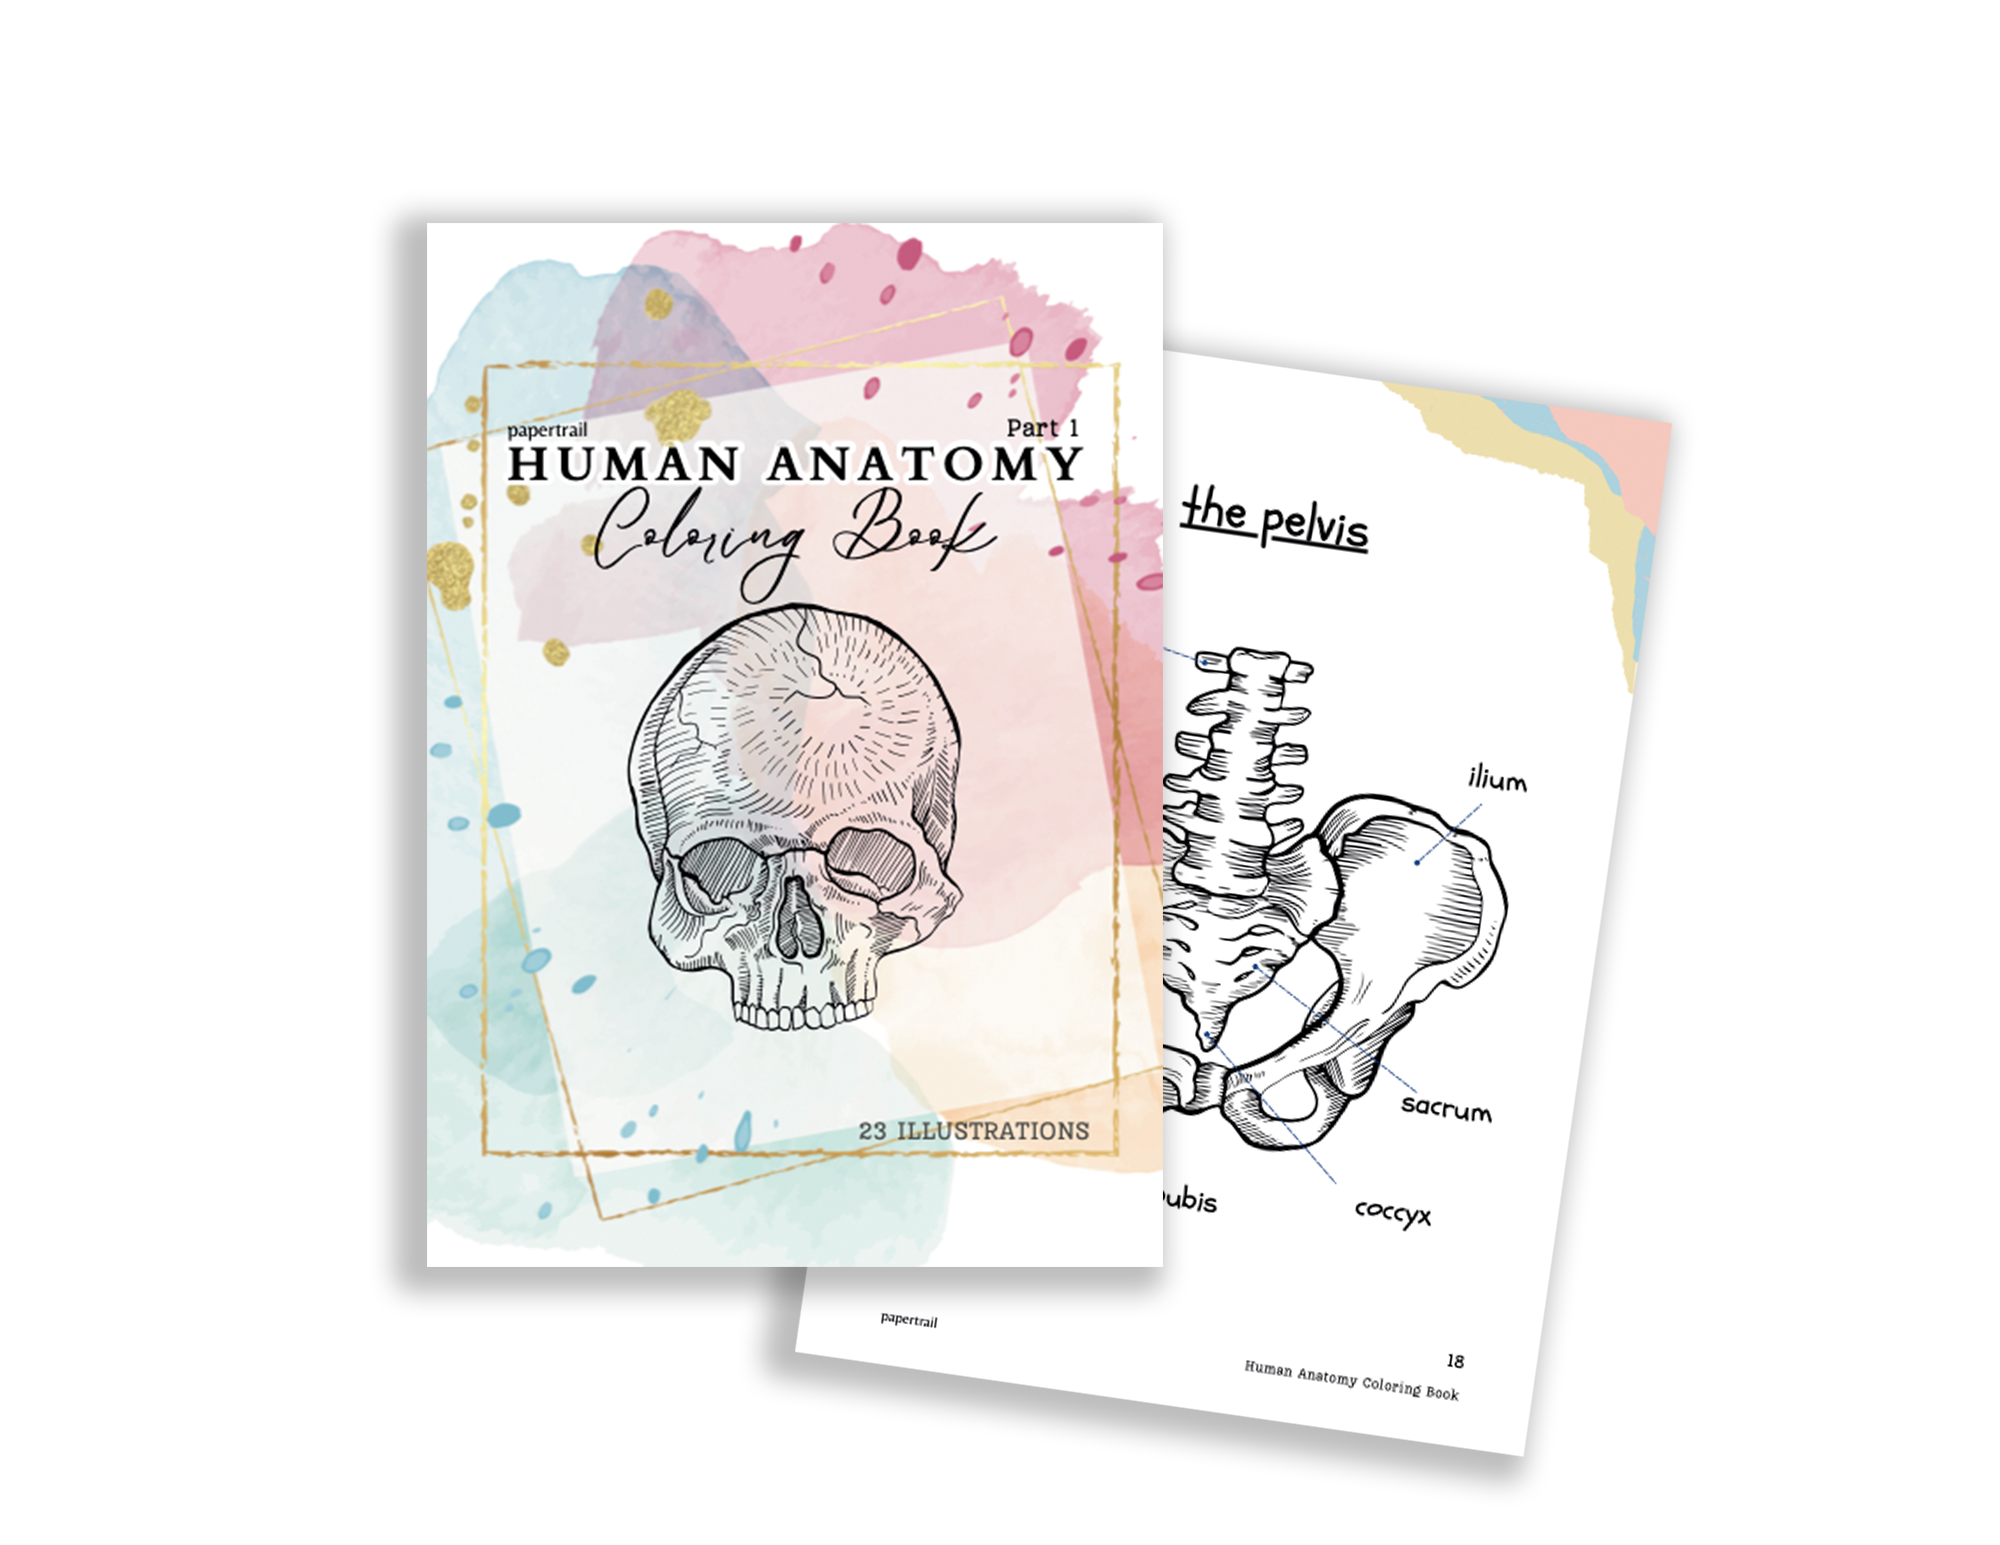 papertrail
Part 1
HUMAN ANATOMY
Coloring Book
23 ILLUSTRATIONS
the pelvis
ilium
sacrum
coccyx
papertrail
18
Human Anatomy Coloring Book